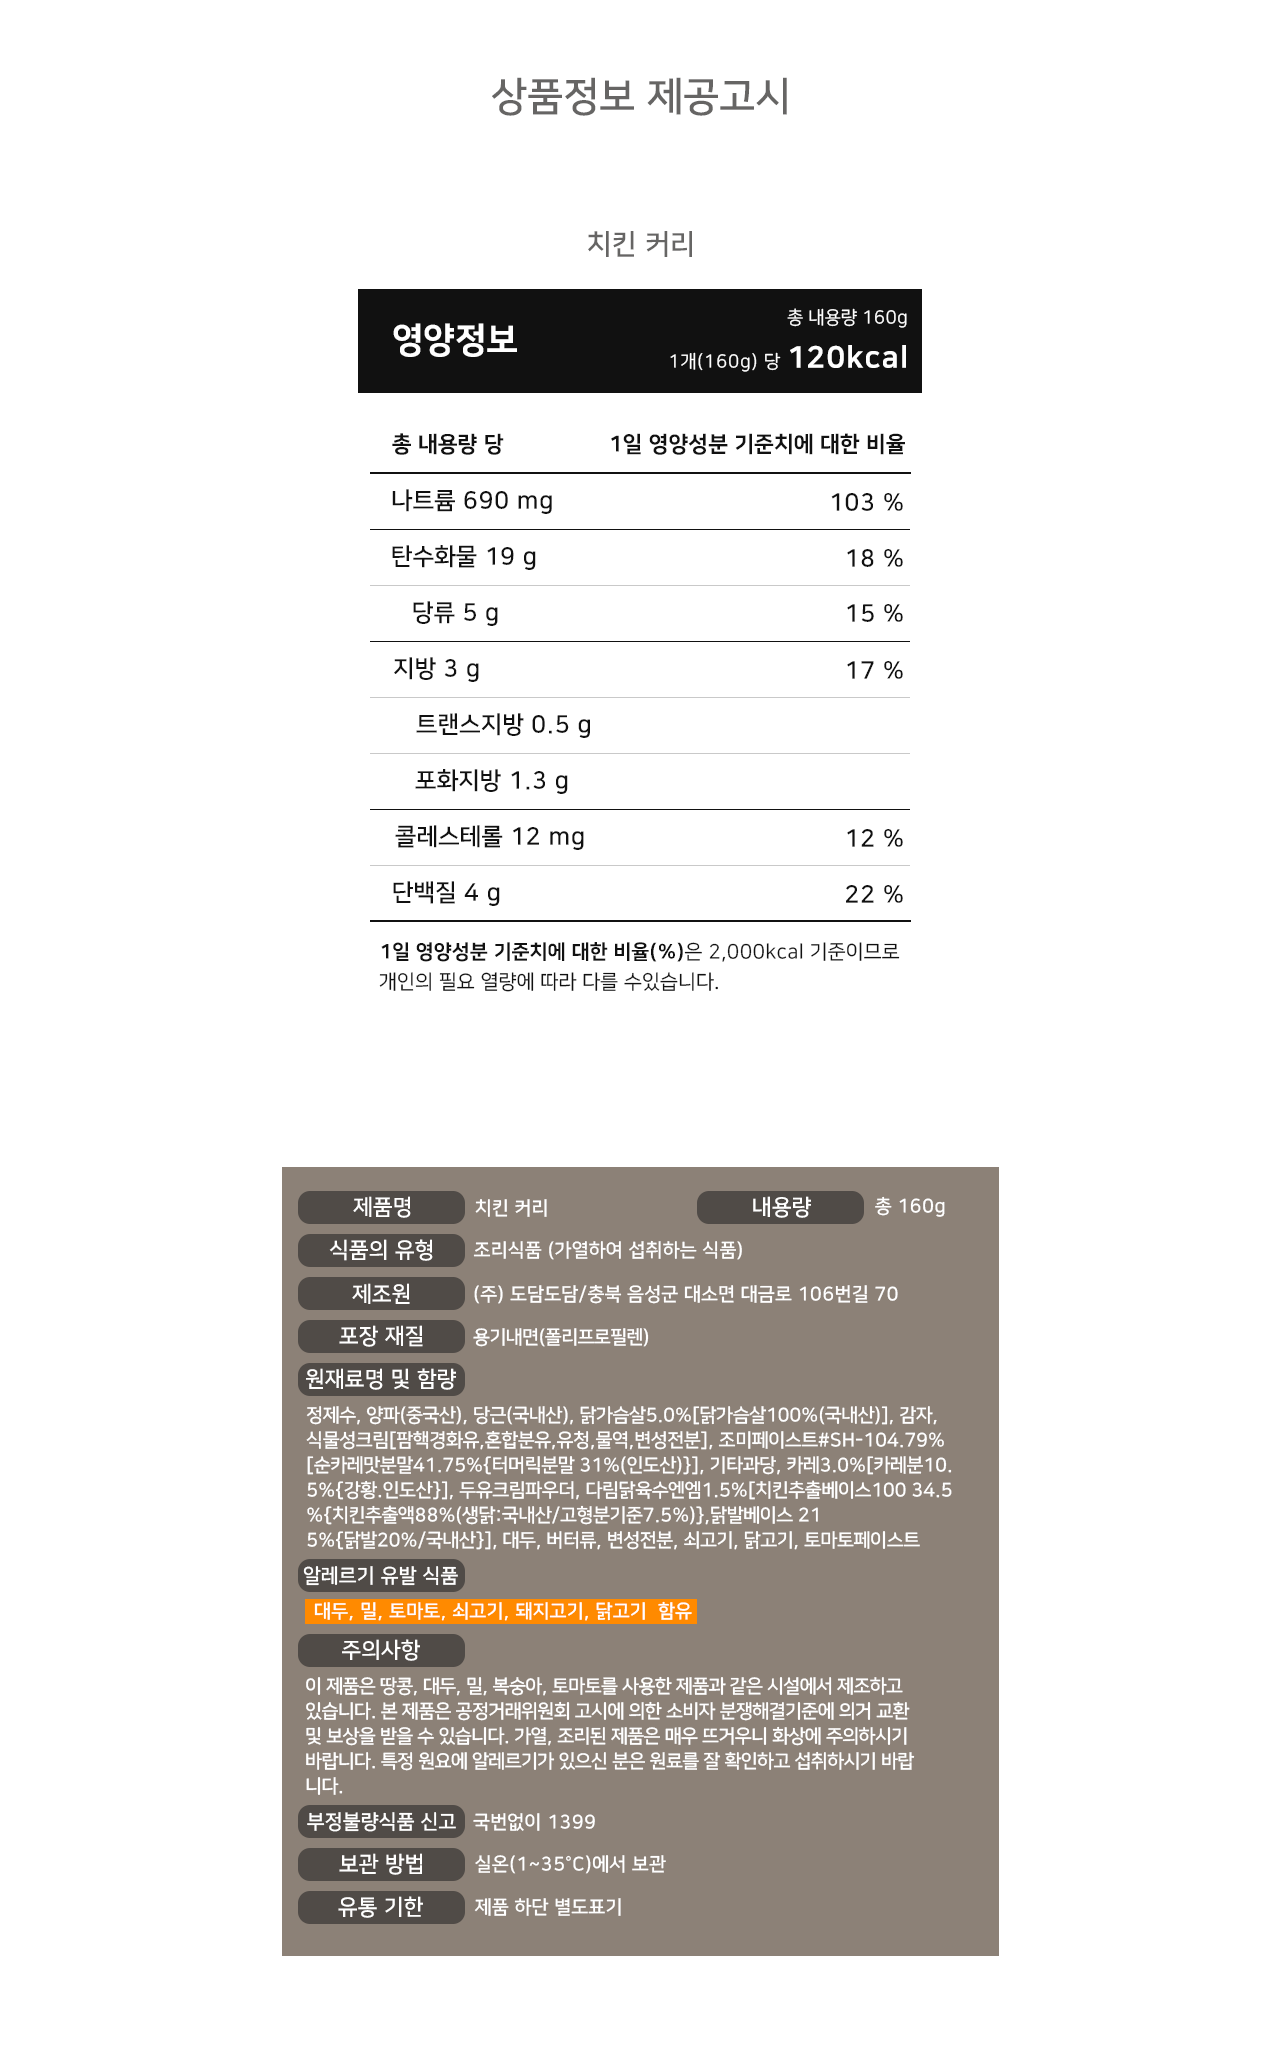 상품정보 제공고시
치킨 커리
영양정보
총 내용량 160g
1개(160g) 당 120kcal
총 내용량 당 1일 영양성분 기준치에 대한 비율
나트륨 690 mg 103 %
탄수화물 19 g 18 %
당류 5 g 15 %
지방 3 g 17 %
트랜스지방 0.5 g
포화지방 1.3 g
콜레스테롤 12 mg 12 %
단백질 4 g 22 %
1일 영양성분 기준치에 대한 비율(%)은 2,000kcal 기준이므로
개인의 필요 열량에 따라 다를 수있습니다.
제품명 치킨 커리 내용량 총 160g
식품의 유형 조리식품 (가열하여 섭취하는 식품)
제조원 (주) 도담도담/충북 음성군 대소면 대금로 106번길 70
포장 재질 용기내면(폴리프로필렌)
원재료명 및 함량
정제수, 양파(중국산), 당근(국내산), 닭가슴살5.0%[닭가슴살100%(국내산)], 감자,
식물성크림[팜핵경화유,혼합분유,유청,물역,변성전분], 조미페이스트#SH-104.79%
[순카레맛분말41.75%{터머릭분말 31%(인도산)}], 기타과당, 카레3.0%[카레분10.
5%{강황.인도산}], 두유크림파우더, 다림닭육수엔엠1.5%[치킨추출베이스100 34.5
%{치킨추출액88%(생닭:국내산/고형분기준7.5%)},닭발베이스 21
5%{닭발20%/국내산}], 대두, 버터류, 변성전분, 쇠고기, 닭고기, 토마토페이스트
알레르기 유발 식품
대두, 밀, 토마토, 쇠고기, 돼지고기, 닭고기 함유
주의사항
이 제품은 땅콩, 대두, 밀, 복숭아, 토마토를 사용한 제품과 같은 시설에서 제조하고
있습니다. 본 제품은 공정거래위원회 고시에 의한 소비자 분쟁해결기준에 의거 교환
및 보상을 받을 수 있습니다. 가열, 조리된 제품은 매우 뜨거우니 화상에 주의하시기
바랍니다. 특정 원요에 알레르기가 있으신 분은 원료를 잘 확인하고 섭취하시기 바랍
니다.
부정불량식품 신고 국번없이 1399
보관 방법 실온(1~35°C)에서 보관
유통 기한 제품 하단 별도표기